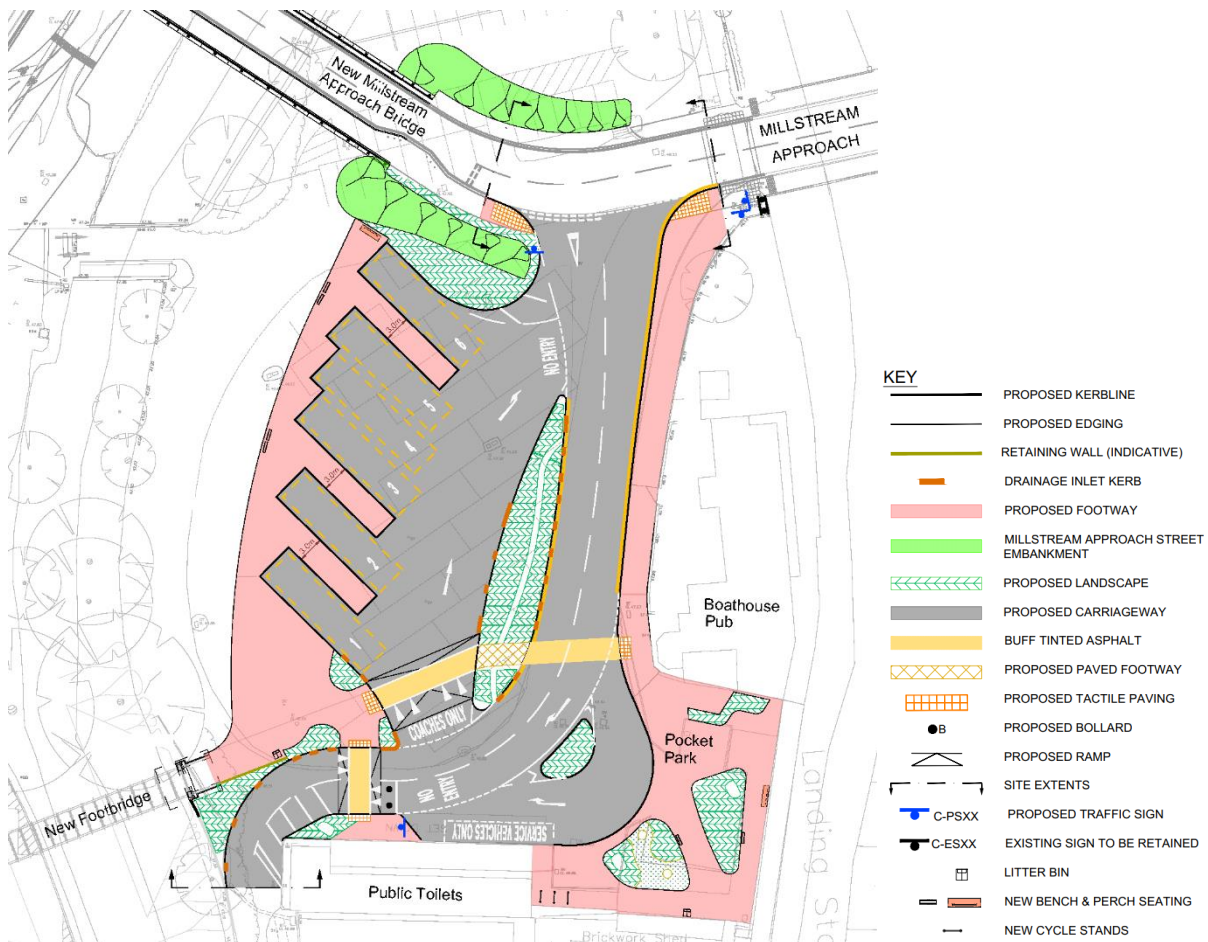 New Millstream
Approach Bridge
MILLSTREAM
APPROACH
NO ENTRY
3.0m
6
5
4
3
3.0m
2
3.0m
1
COACHES ONLY
NO
ENTRY
SERVICE VEHICLES ONLY
Boathouse
Pub
Pocket
Park
New Footbridge
Public Toilets
Brickwork Shed
KEY
PROPOSED KERBLINE
PROPOSED EDGING
RETAINING WALL (INDICATIVE)
DRAINAGE INLET KERB
PROPOSED FOOTWAY
MILLSTREAM APPROACH STREET
EMBANKMENT
PROPOSED LANDSCAPE
PROPOSED CARRIAGEWAY
BUFF TINTED ASPHALT
PROPOSED PAVED FOOTWAY
PROPOSED TACTILE PAVING
B PROPOSED BOLLARD
PROPOSED RAMP
SITE EXTENTS
C-PSXX PROPOSED TRAFFIC SIGN
C-ESXX EXISTING SIGN TO BE RETAINED
LITTER BIN
NEW BENCH & PERCH SEATING
NEW CYCLE STANDS
Landing